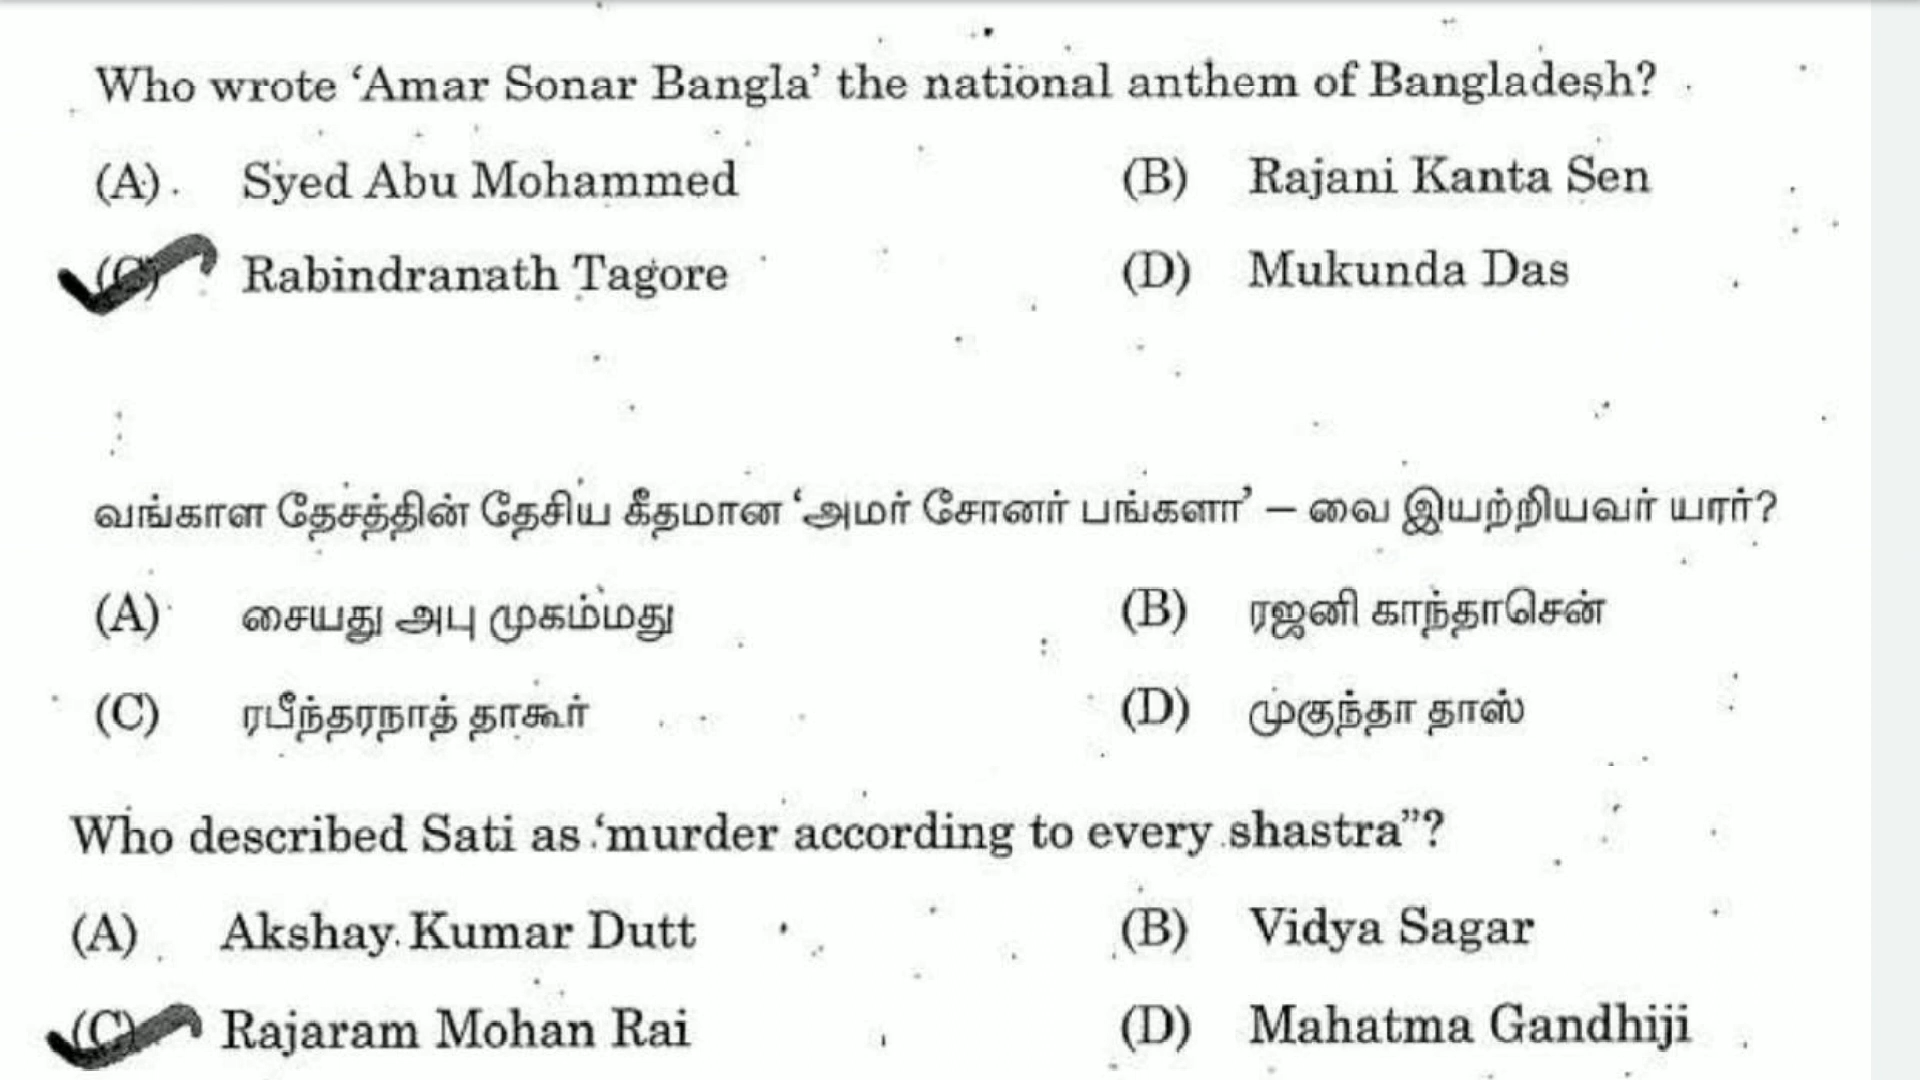 Who wrote ‘Amar Sonar Bangla’ the national anthem of Bangladesh?
(A) Syed Abu Mohammed (B) Rajani Kanta Sen
(C) Rabindranath Tagore (D) Mukunda Das
வங்காள தேசத்தின் தேசிய கீதமான ‘அமர் சோனர் பங்களா’ – வை இயற்றியவர் யார்?
(A) சையது அபு முகம்மது (B) ரஜனி காந்தாசென்
(C) ரபீந்தரநாத் தாகூர் (D) முகுந்தா தாஸ்
Who described Sati as ‘murder according to every shastra”?
(A) Akshay Kumar Dutt (B) Vidya Sagar
(C) Rajaram Mohan Rai (D) Mahatma Gandhiji